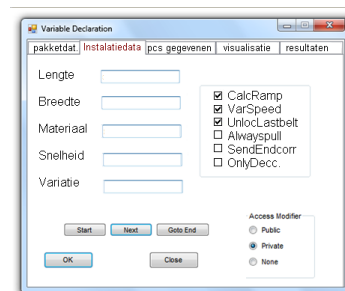 Variable Declaration
pakketdat. Instalatiedata pcs gegevenen visualisatie resultaten
Lengte
Breedte
Materiaal
Snelheid
Variatie
CalcRamp
VarSpeed
UnlocLastbelt
Alwayspull
SendEndcorr
OnlyDecc.
Start Next Goto End
OK Close
Access Modifier
Public
Private
None